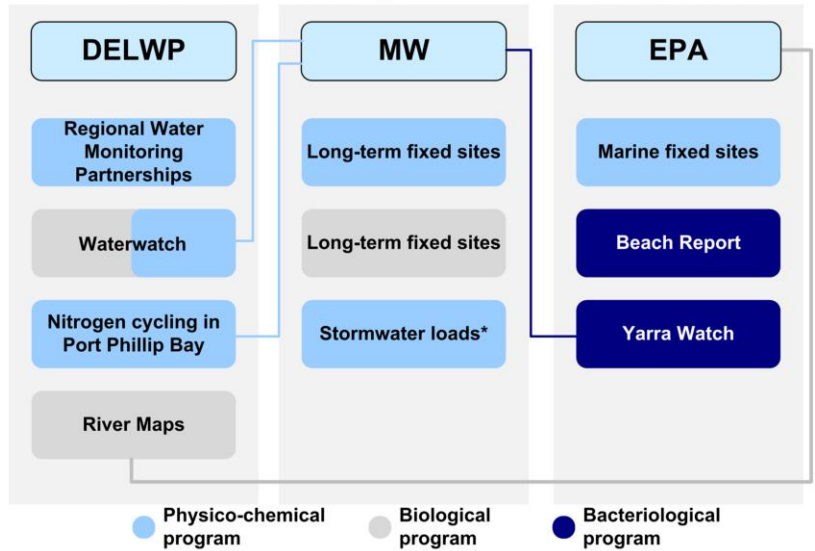 DELWP
MW
EPA
Regional Water
Monitoring
Partnerships
Long-term fixed sites
Marine fixed sites
Waterwatch
Long-term fixed sites
Beach Report
Nitrogen cycling in
Port Phillip Bay
Stormwater loads*
Yarra Watch
River Maps
Physico-chemical
program
Biological
program
Bacteriological
program